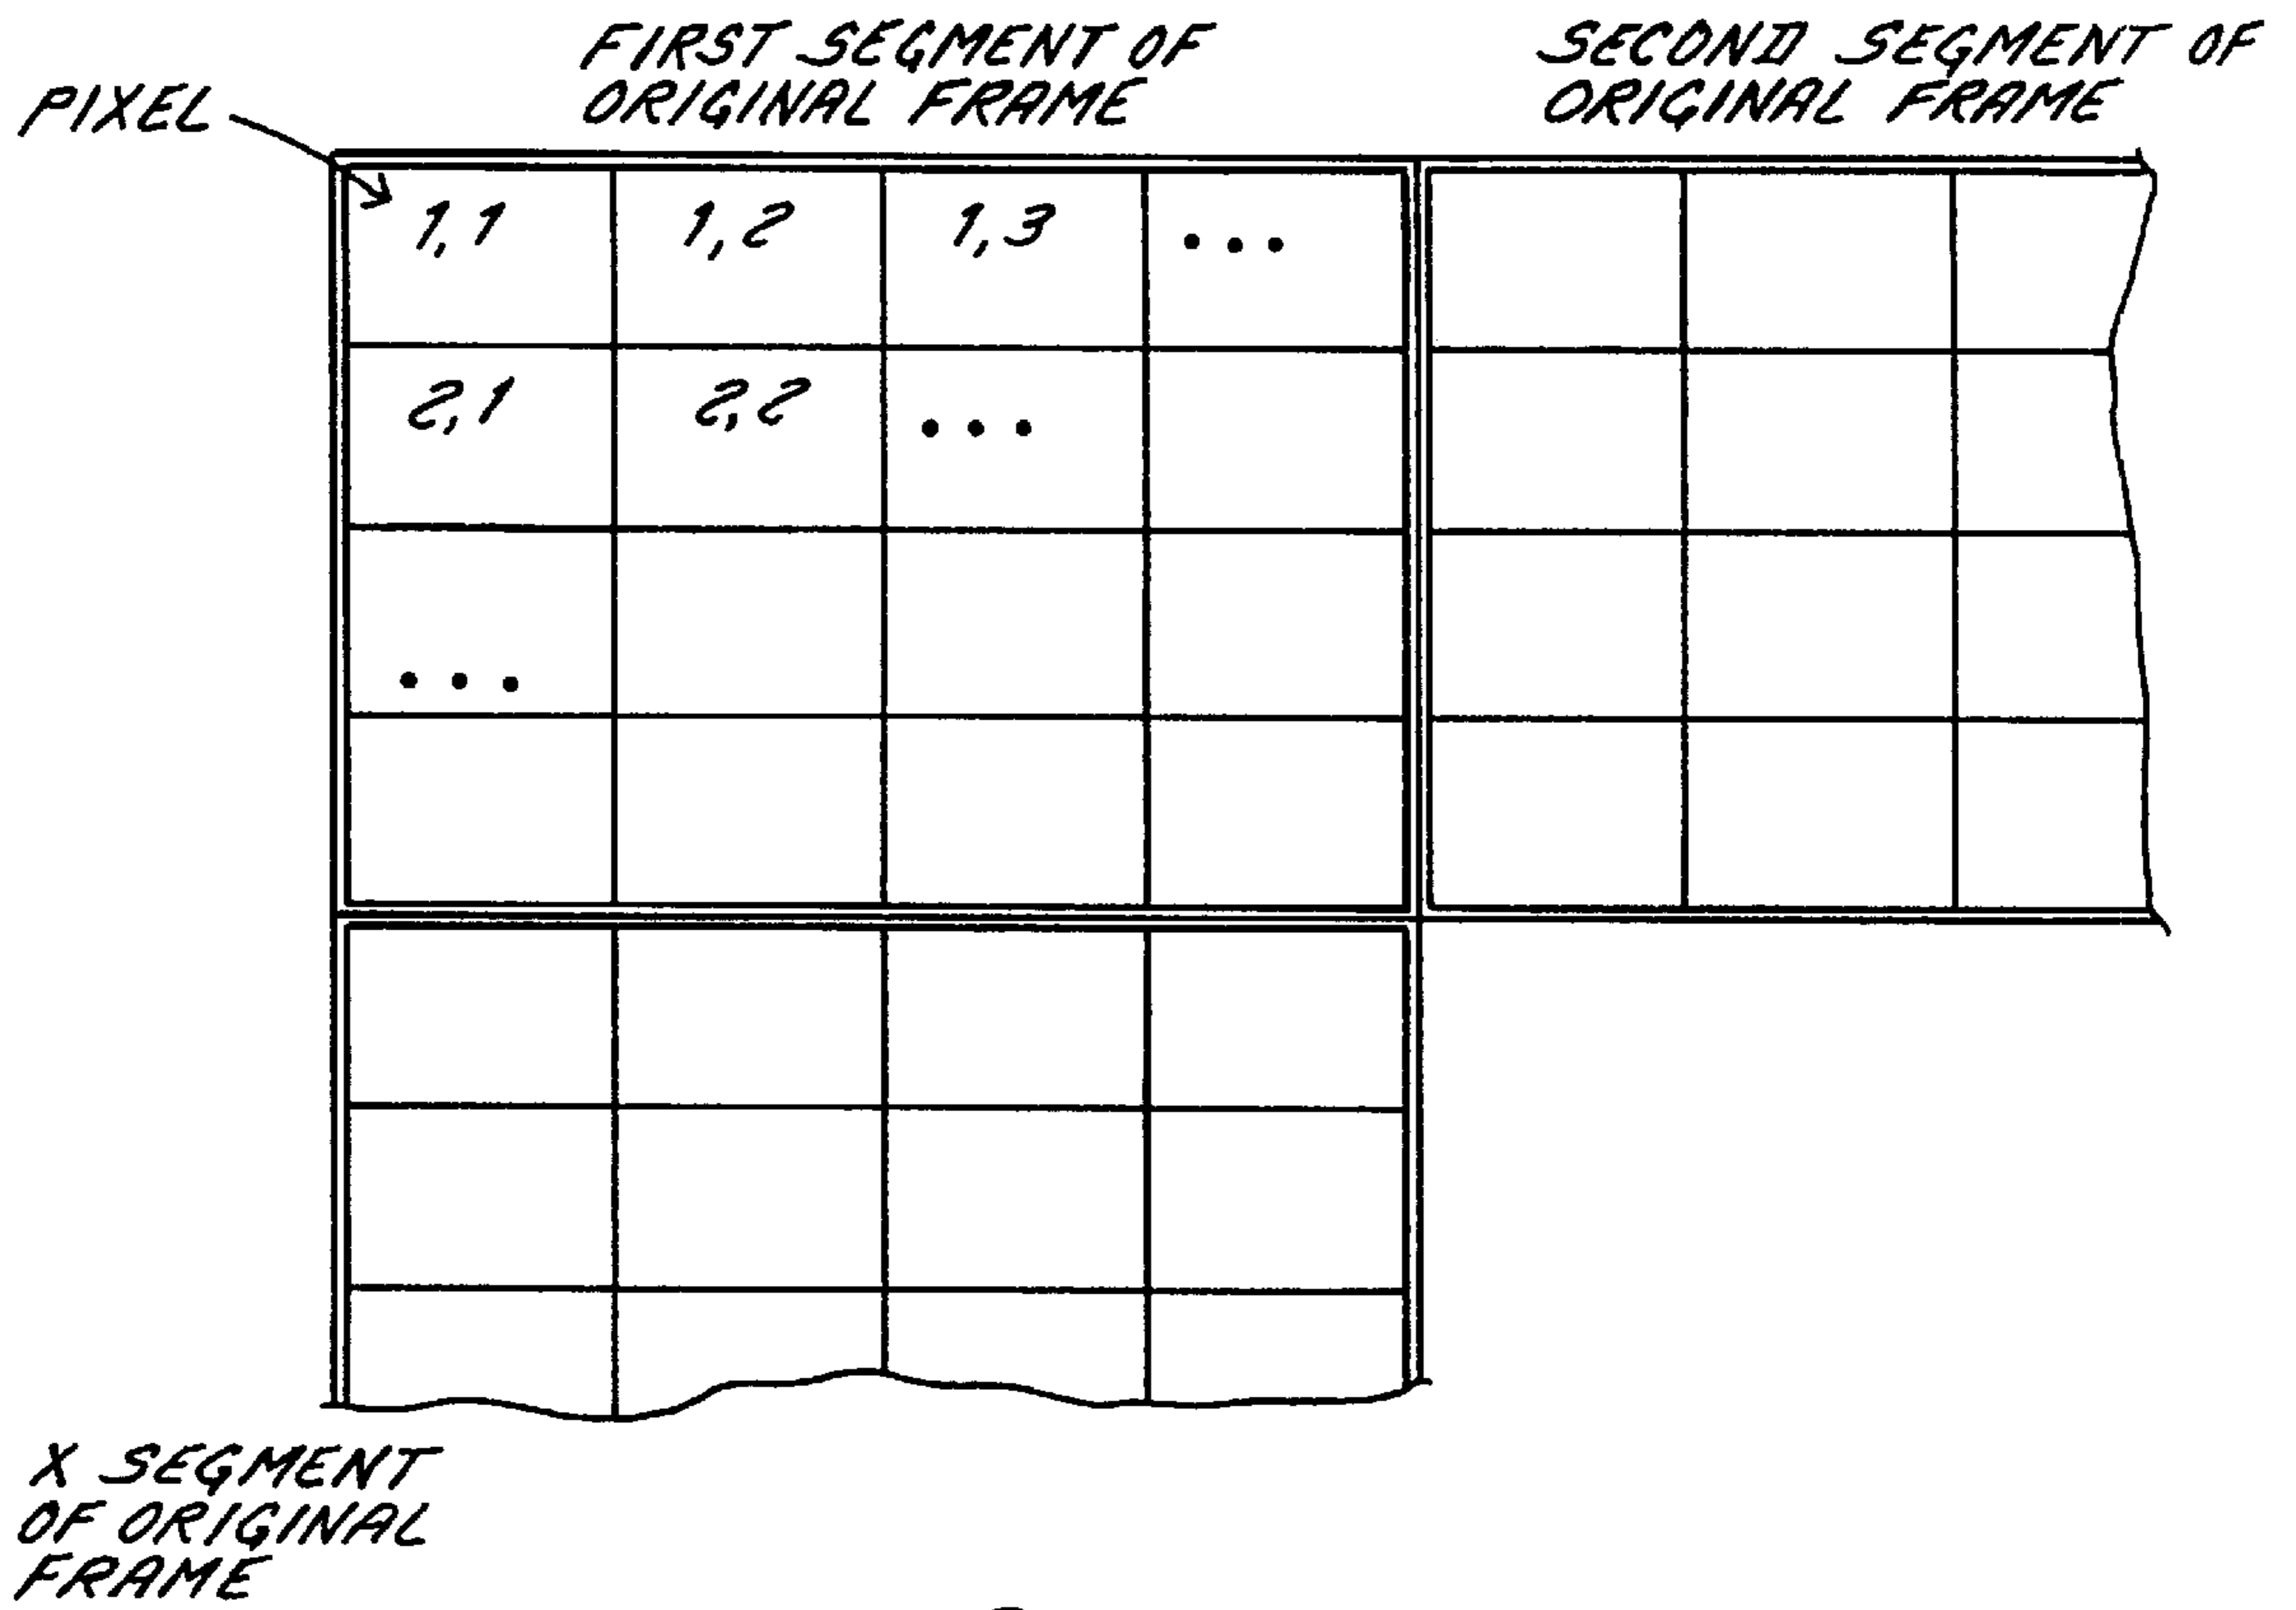 FIRST SEGMENT OF
ORIGINAL FRAME
SECOND SEGMENT OF
ORIGINAL FRAME
PIXEL
1,1 1,2 1,3 ...
2,1 2,2 ...
...
X SEGMENT
OF ORIGINAL
FRAME